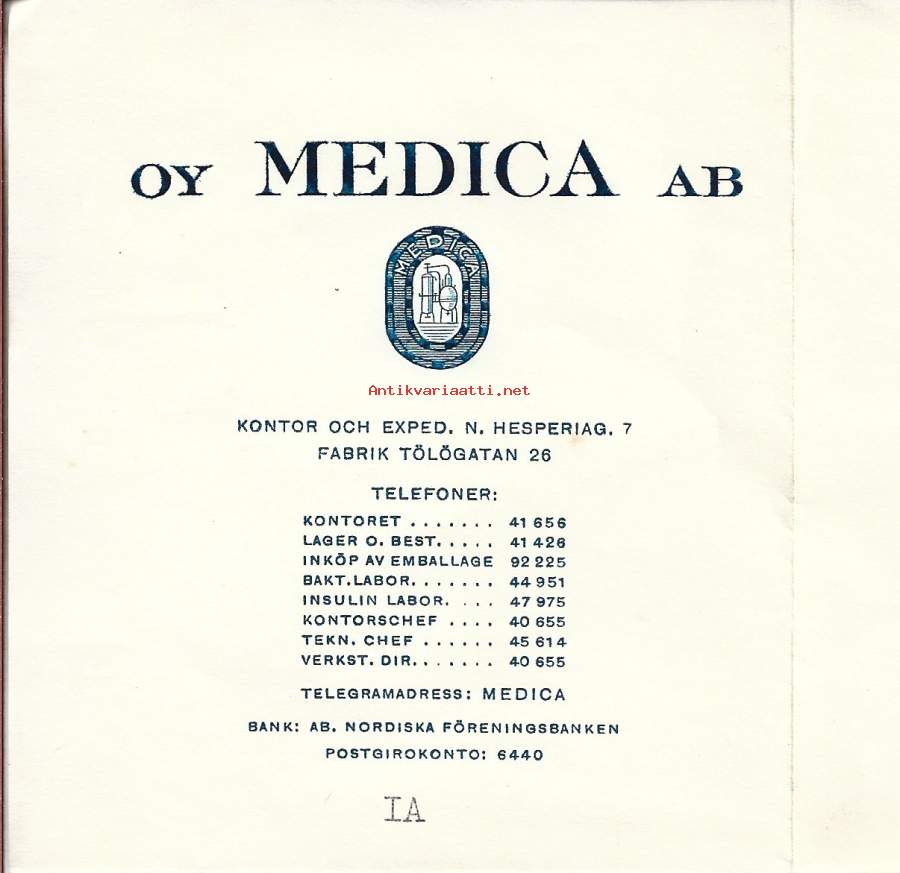 OY MEDICA AB
MEDICA
Antikvariaatti.net
KONTOR OCH EXPED. N. HESPERIAG. 7
FABRIK TÖLÖGATAN 26
TELEFONER:
KONTORET ....... 41 656
LAGER O. BEST. .... 41 426
INKÖP AV EMBALLAGE 92 225
BAKT. LABOR. ...... 44 951
INSULIN LABOR. ... 47 975
KONTORSCHEF .... 40 655
TEKN. CHEF ...... 45 614
VERKST. DIR. ...... 40 655
TELEGRAMADRESS: MEDICA
BANK: AB. NORDISKA FÖRENINGSBANKEN
POSTGIROKONTO: 6440
IA